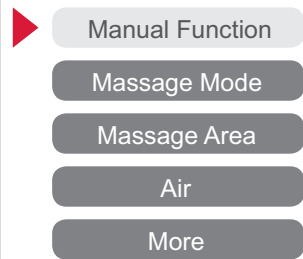 Manual Function
Massage Mode
Massage Area
Air
More